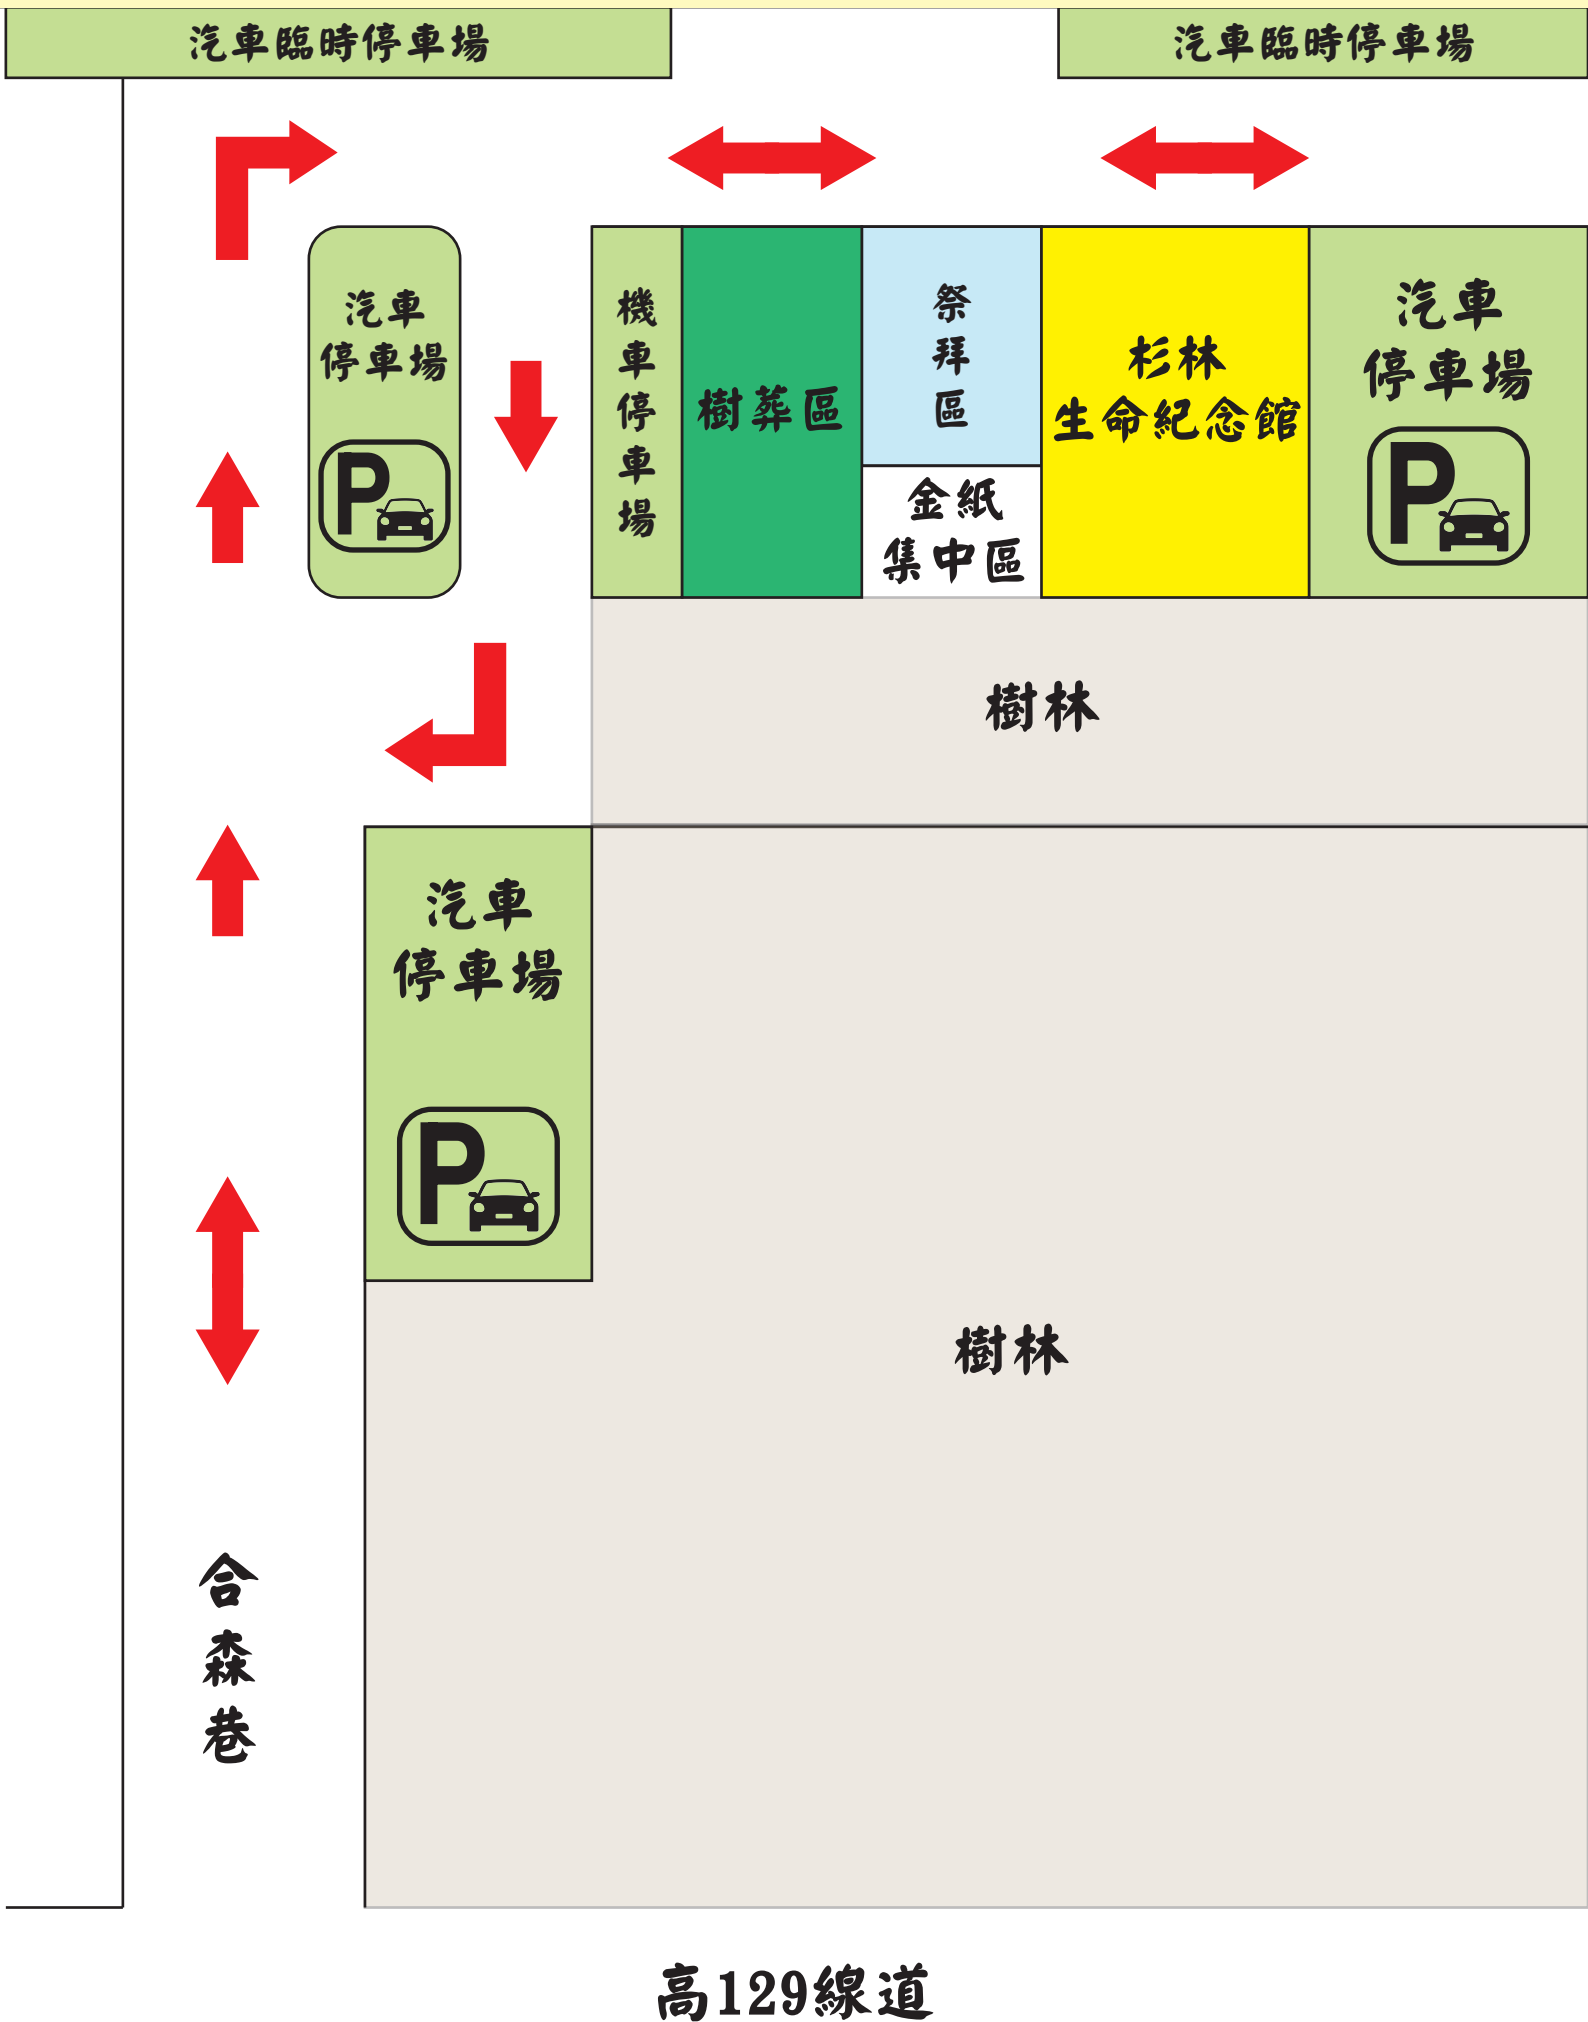 汽車臨時停車場
汽車臨時停車場
汽車
停車場
P
機車停車場
樹葬區
祭拜區
金紙
集中區
杉林
生命紀念館
汽車
停車場
P
樹林
汽車
停車場
P
樹林
合森巷
高129線道